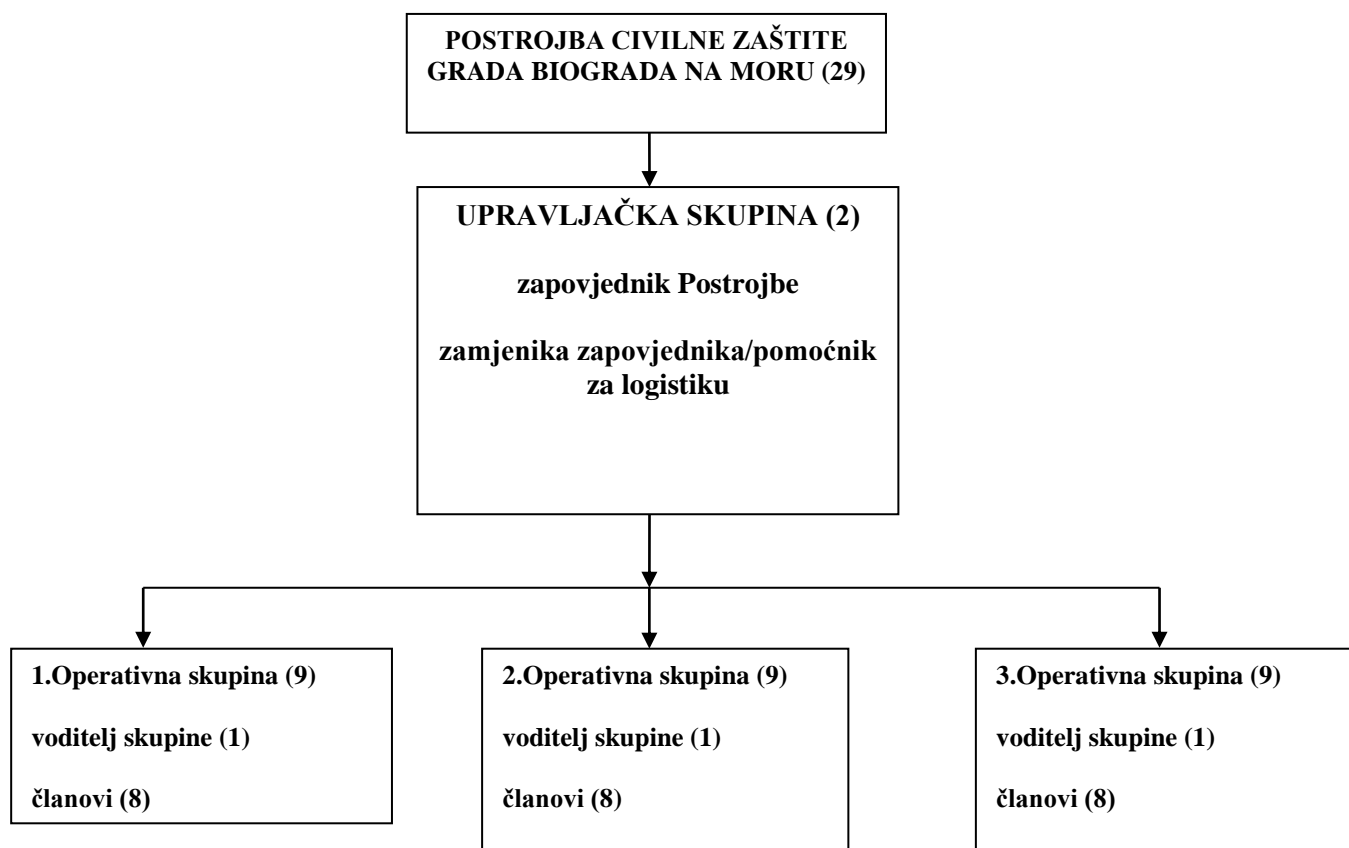 POSTROJBA CIVILNE ZAŠTITE
GRADA BIOGRADA NA MORU (29)
UPRAVLJAČKA SKUPINA (2)
zapovjednik Postrojbe
zamjenika zapovjednika/pomoćnik
za logistiku
1.Operativna skupina (9)
voditelj skupine (1)
članovi (8)
2.Operativna skupina (9)
voditelj skupine (1)
članovi (8)
3.Operativna skupina (9)
voditelj skupine (1)
članovi (8)